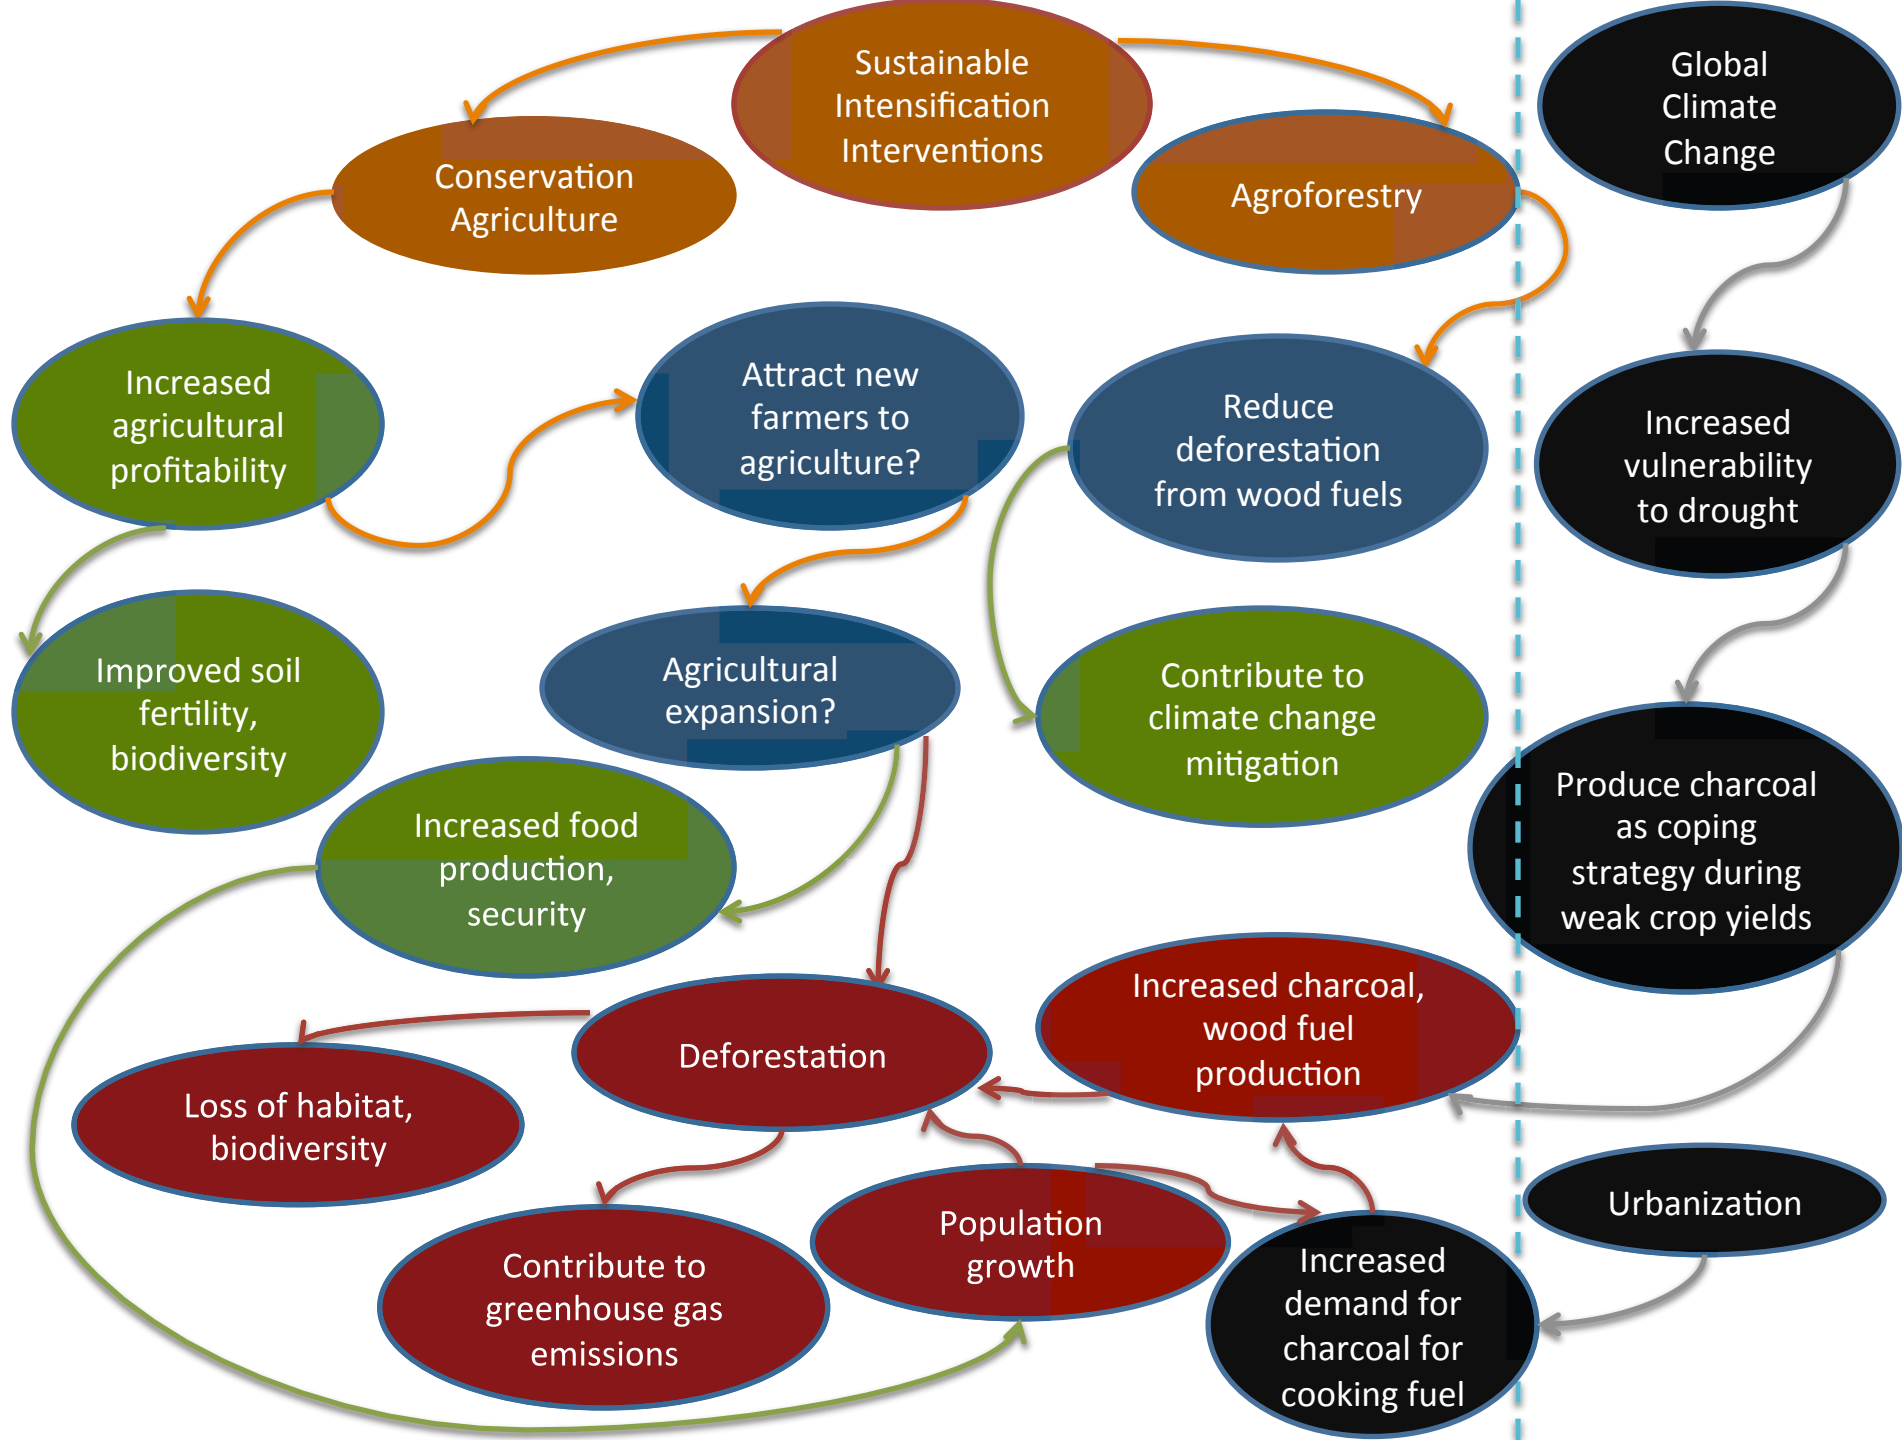 Sustainable
Intensification
Interventions
Global
Climate
Change
Conservation
Agriculture
Agroforestry
Increased
agricultural
profitability
Attract new
farmers to
agriculture?
Reduce
deforestation
from wood fuels
Increased
vulnerability
to drought
Improved soil
fertility,
biodiversity
Agricultural
expansion?
Contribute to
climate change
mitigation
Produce charcoal
as coping
strategy during
weak crop yields
Increased food
production,
security
Deforestation
Increased charcoal,
wood fuel
production
Loss of habitat,
biodiversity
Urbanization
Contribute to
greenhouse gas
emissions
Population
growth
Increased
demand for
charcoal for
cooking fuel